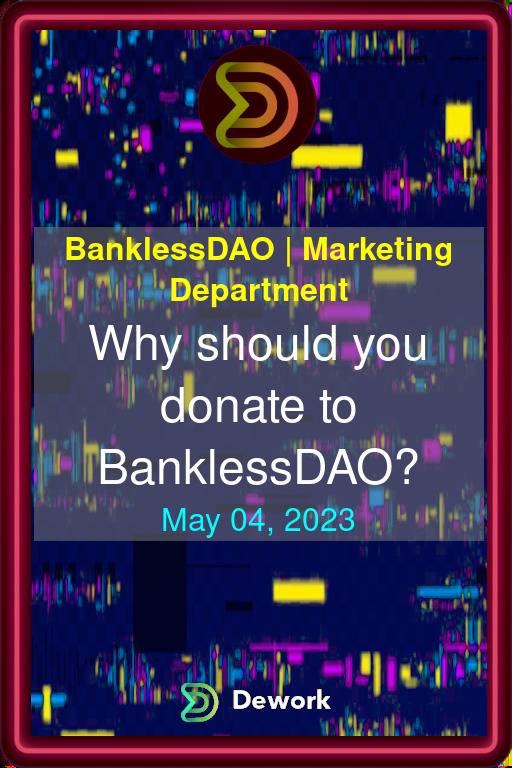 BanklessDAO | Marketing
Department
Why should you
donate to
BanklessDAO?
May 04, 2023
Dework